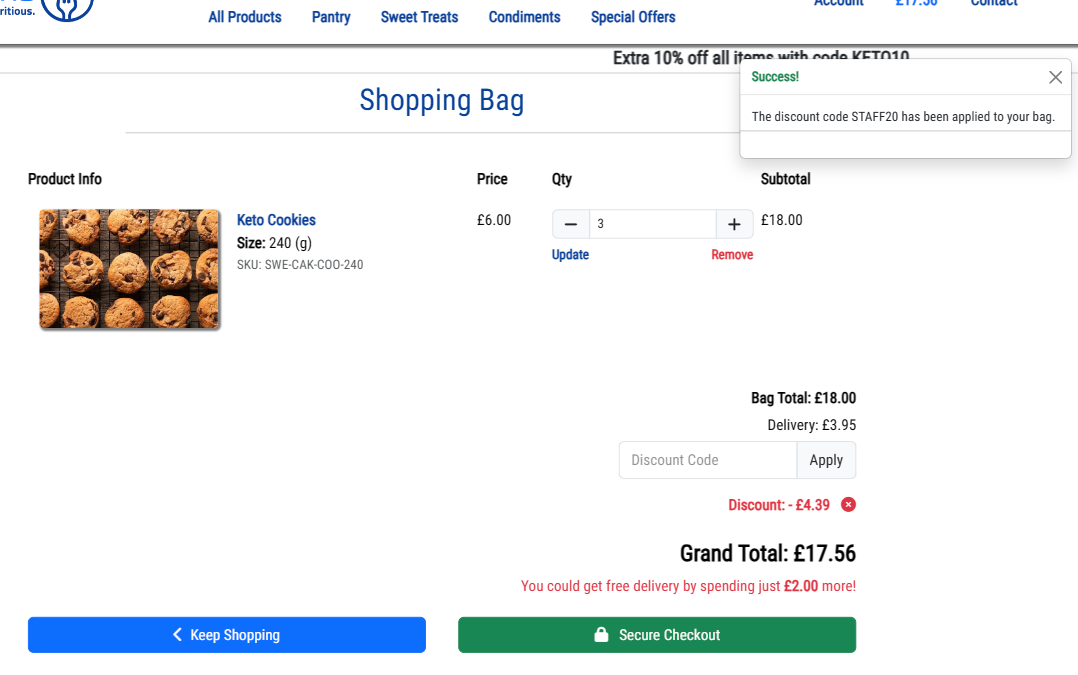 ritious.
All Products Pantry Sweet Treats Condiments Special Offers
Account £17.56 Contact
Extra 10% off all items with code KETO10
Success!
The discount code STAFF20 has been applied to your bag.
Shopping Bag
Product Info Price Qty Subtotal
Keto Cookies £6.00 3 £18.00
Size: 240 (g)
Update Remove
SKU: SWE-CAK-COO-240
Bag Total: £18.00
Delivery: £3.95
Discount Code Apply
Discount: - £4.39
Grand Total: £17.56
You could get free delivery by spending just £2.00 more!
Keep Shopping Secure Checkout